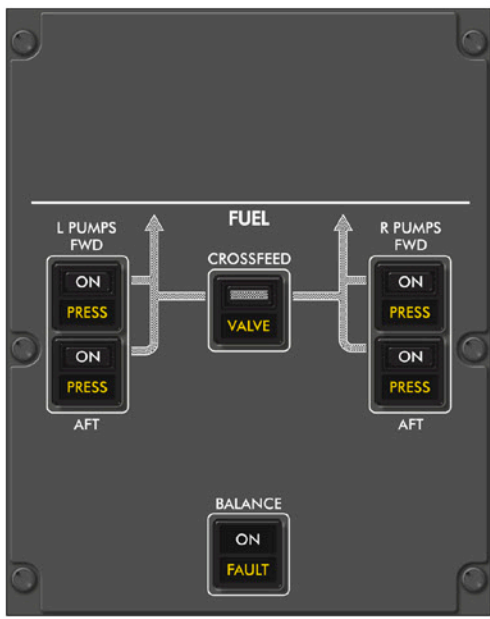 FUEL
L PUMPS
FWD
R PUMPS
FWD
CROSSFEED
ON
PRESS
ON
PRESS
AFT
VALVE
ON
PRESS
ON
PRESS
AFT
BALANCE
ON
FAULT